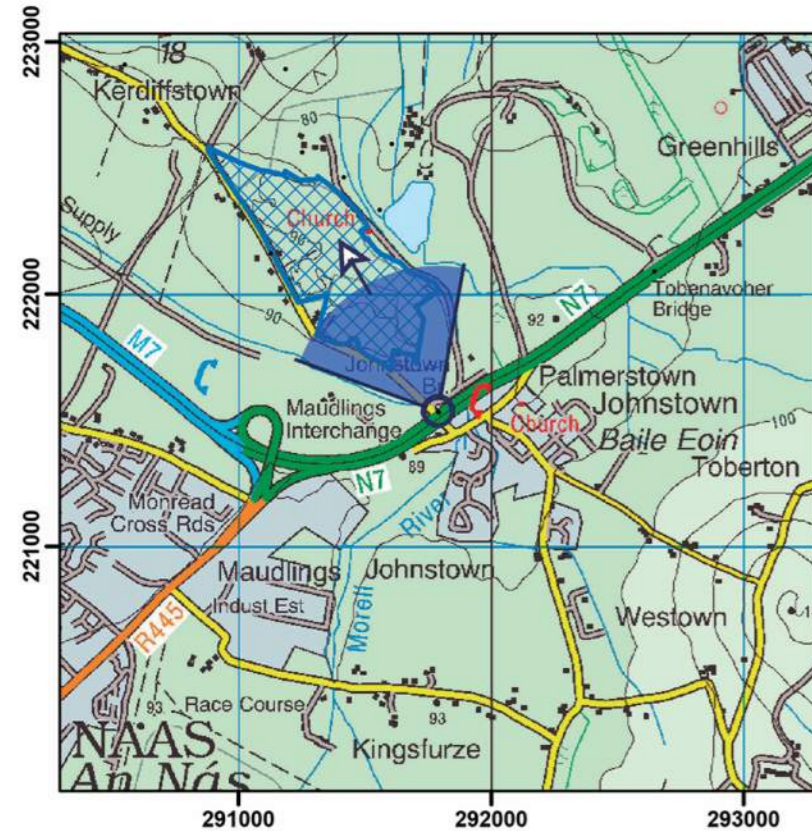 223000
18
Kerdiffstown
80
Greenhills
Church
Supply
90
222000
90
92
N7
Tobenavoher
Bridge
M7
Johnstown
Br
Palmerstown
Maudlings
Interchange
Johnstown
Church
Baile Eoin
100
89
Toberton
N7
Monread
Cross Rds
River
221000
Maudlings
Johnstown
Indust Est
Morell
Westown
R445
93
Race Course
93
NAAS
An Nás
Kingsfurze
291000
292000
293000